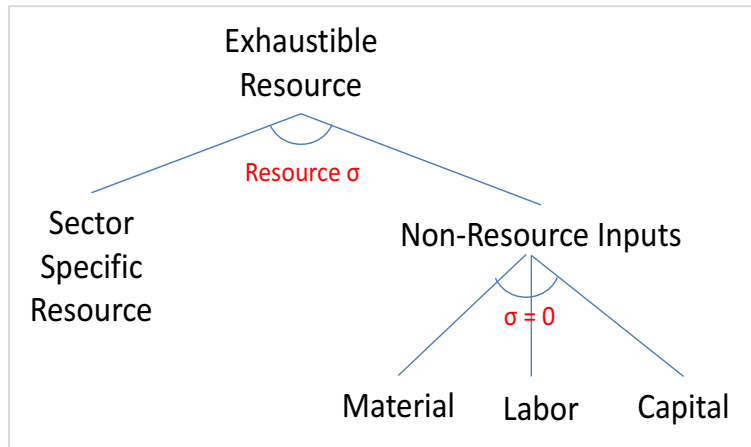 Exhaustible
Resource
Resource σ
Sector
Specific
Resource
Non-Resource Inputs
σ = 0
Material
Labor
Capital